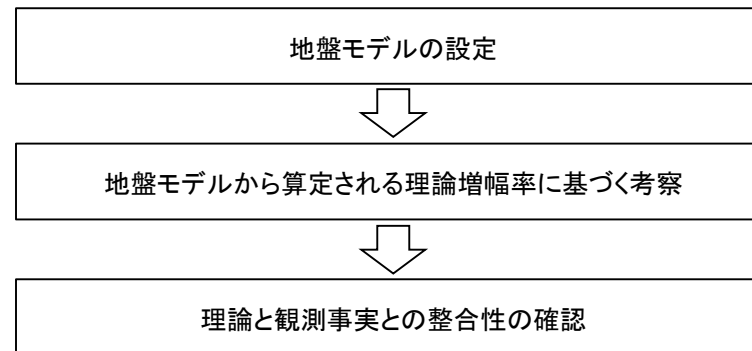 地盤モデルの設定
地盤モデルから算定される理論増幅率に基づく考察
理論と観測事実との整合性の確認